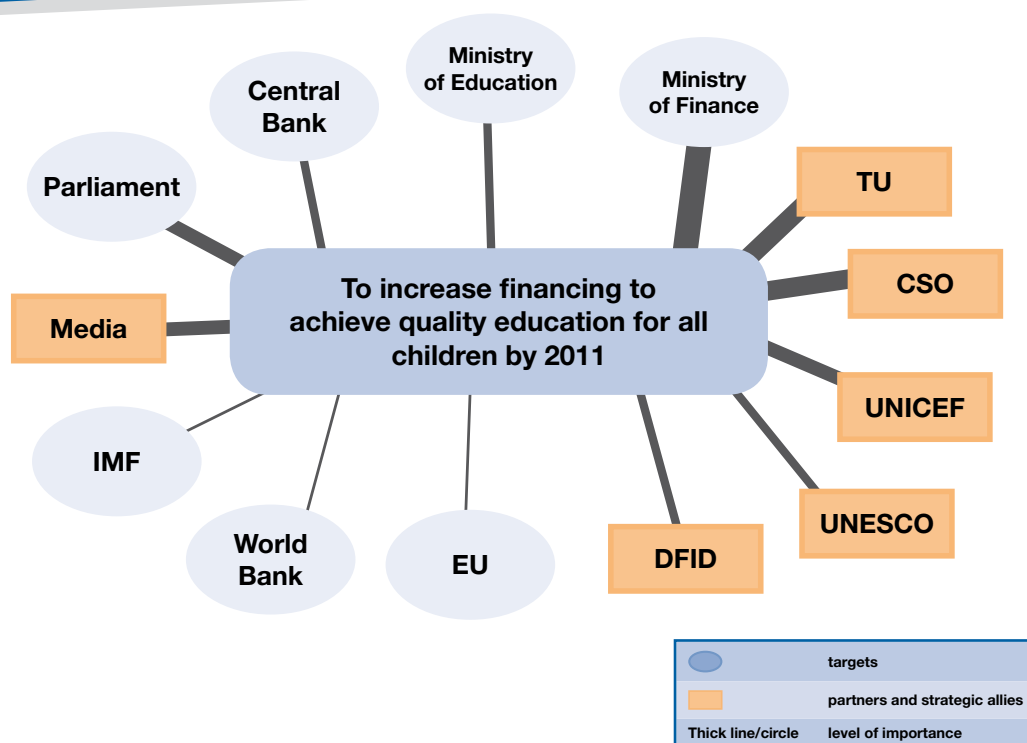 Ministry
of Education
Central
Bank
Ministry
of Finance
Parliament
TU
CSO
To increase financing to
achieve quality education for all
children by 2011
Media
UNICEF
IMF
UNESCO
World
Bank
EU
DFID
targets
partners and strategic allies
Thick line/circle level of importance